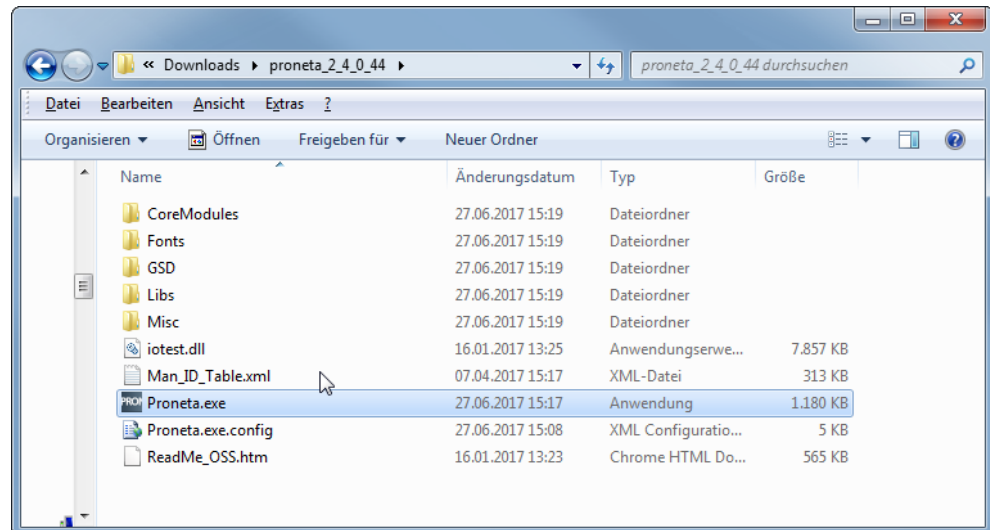 « Downloads ▸ proneta_2_4_0_44 ▸ proneta_2_4_0_44 durchsuchen
Datei Bearbeiten Ansicht Extras ?
Organisieren Öffnen Freigeben für Neuer Ordner
Name Änderungsdatum Typ Größe
CoreModules 27.06.2017 15:19 Dateiordner
Fonts 27.06.2017 15:19 Dateiordner
GSD 27.06.2017 15:19 Dateiordner
Libs 27.06.2017 15:19 Dateiordner
Misc 27.06.2017 15:19 Dateiordner
iotest.dll 16.01.2017 13:25 Anwendungserwe... 7.857 KB
Man_ID_Table.xml 07.04.2017 15:17 XML-Datei 313 KB
Proneta.exe 27.06.2017 15:17 Anwendung 1.180 KB
Proneta.exe.config 27.06.2017 15:08 XML Configuratio... 5 KB
ReadMe_OSS.htm 16.01.2017 13:23 Chrome HTML Do... 565 KB